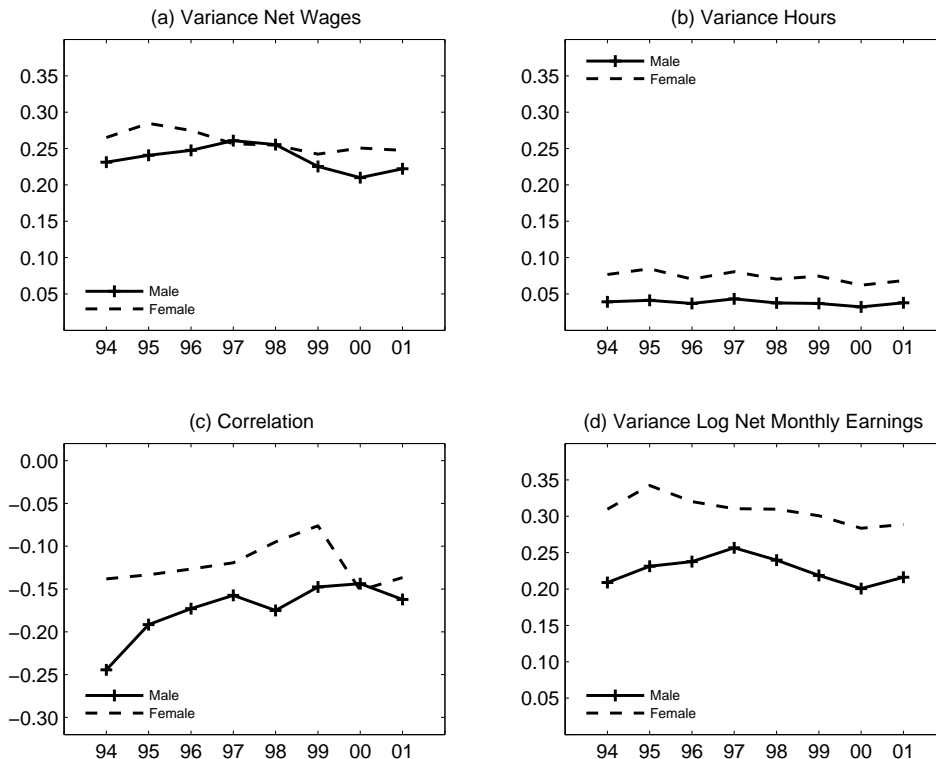 (a) Variance Net Wages
0.35
0.30
0.25
0.20
0.15
0.10
0.05
Male
Female
94 95 96 97 98 99 00 01
(b) Variance Hours
Male
Female
0.35
0.30
0.25
0.20
0.15
0.10
0.05
94 95 96 97 98 99 00 01
(c) Correlation
0.00
−0.05
−0.10
−0.15
−0.20
−0.25
−0.30
Male
Female
94 95 96 97 98 99 00 01
(d) Variance Log Net Monthly Earnings
0.35
0.30
0.25
0.20
0.15
0.10
0.05
Male
Female
94 95 96 97 98 99 00 01